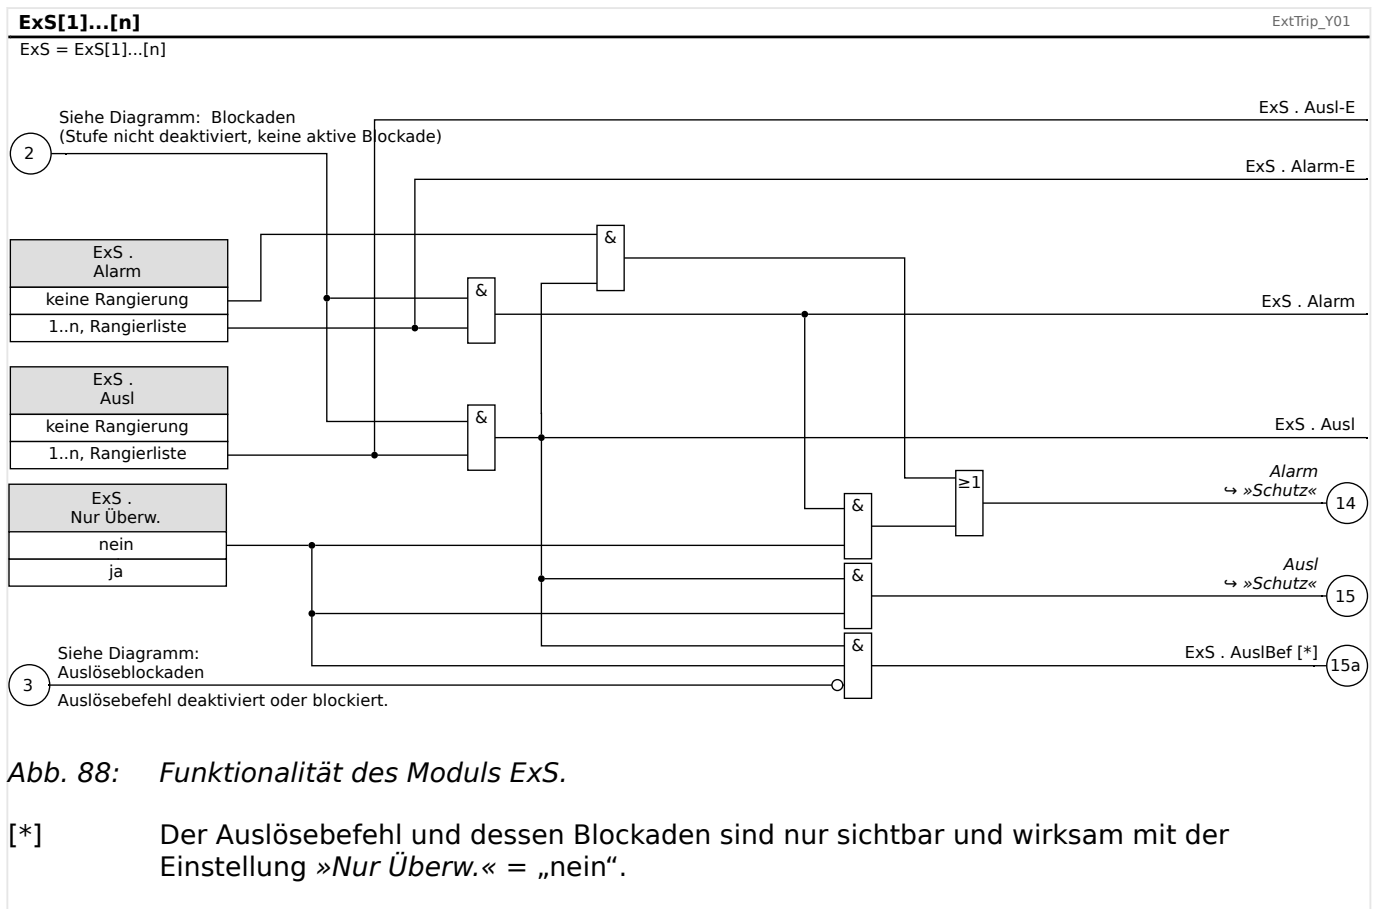 ExS[1]...[n]
ExtTrip_Y01
ExS = ExS[1]...[n]
Siehe Diagramm:  Blockaden
(Stufe nicht deaktiviert, keine aktive Blockade)
2
ExS . Ausl-E
ExS . Alarm-E
ExS .
Alarm
keine Rangierung
1..n, Rangierliste
&
&
ExS . Alarm
ExS .
Ausl
keine Rangierung
1..n, Rangierliste
&
ExS . Ausl
ExS .
Nur Überw.
nein
ja
&
≥1
Alarm
↪ »Schutz«
14
&
Ausl
↪ »Schutz«
15
&
ExS . AuslBef [*]
15a
Siehe Diagramm:
Auslöseblockaden
3
Auslösebefehl deaktiviert oder blockiert.
Abb. 88: Funktionalität des Moduls ExS.
[*] Der Auslösebefehl und dessen Blockaden sind nur sichtbar und wirksam mit der
Einstellung »Nur Überw.« = „nein“.